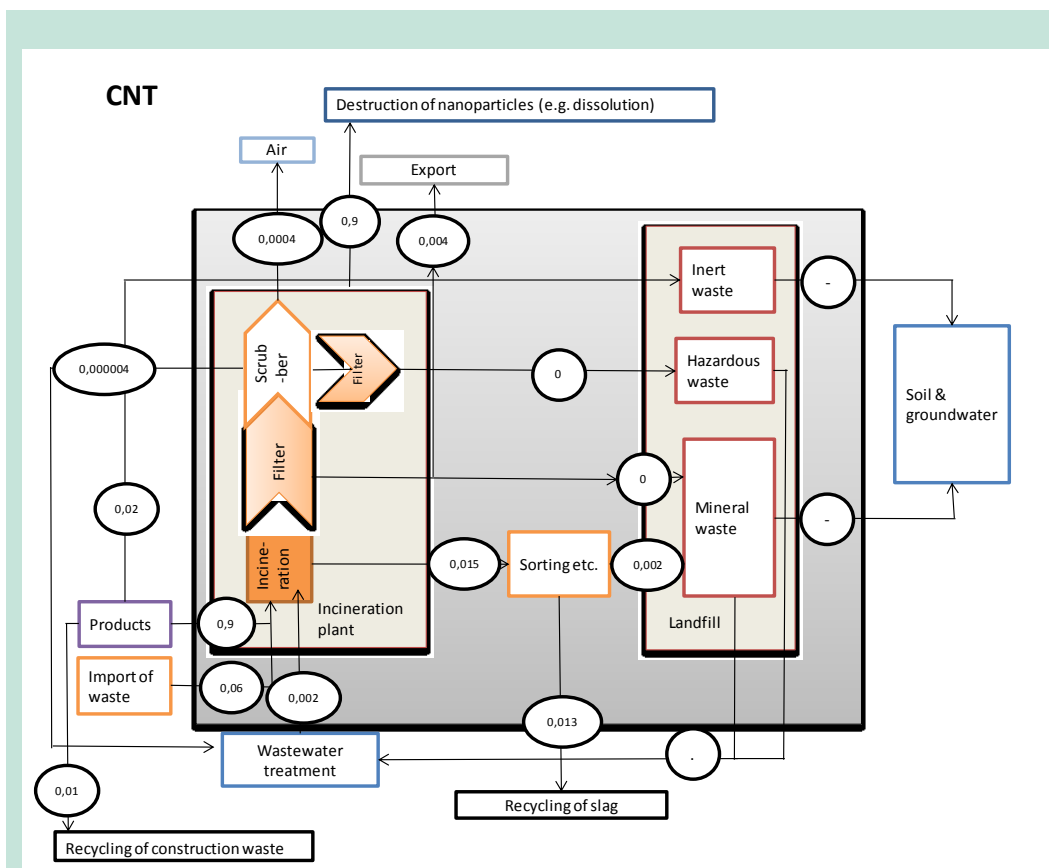 CNT
Destruction of nanoparticles (e.g. dissolution)
Air
Export
0,9
0,0004
0,004
Inert
waste
-
0,000004
Scrub
-ber
Filter
0
Hazardous
waste
Soil &
groundwater
Filter
0
Mineral
waste
-
0,02
Incine-
ration
0,015
Sorting etc.
0,002
Incineration
plant
Landfill
Products
0,9
Import of
waste
0,06
0,002
0,013
Wastewater
treatment
.
0,01
Recycling of slag
Recycling of construction waste